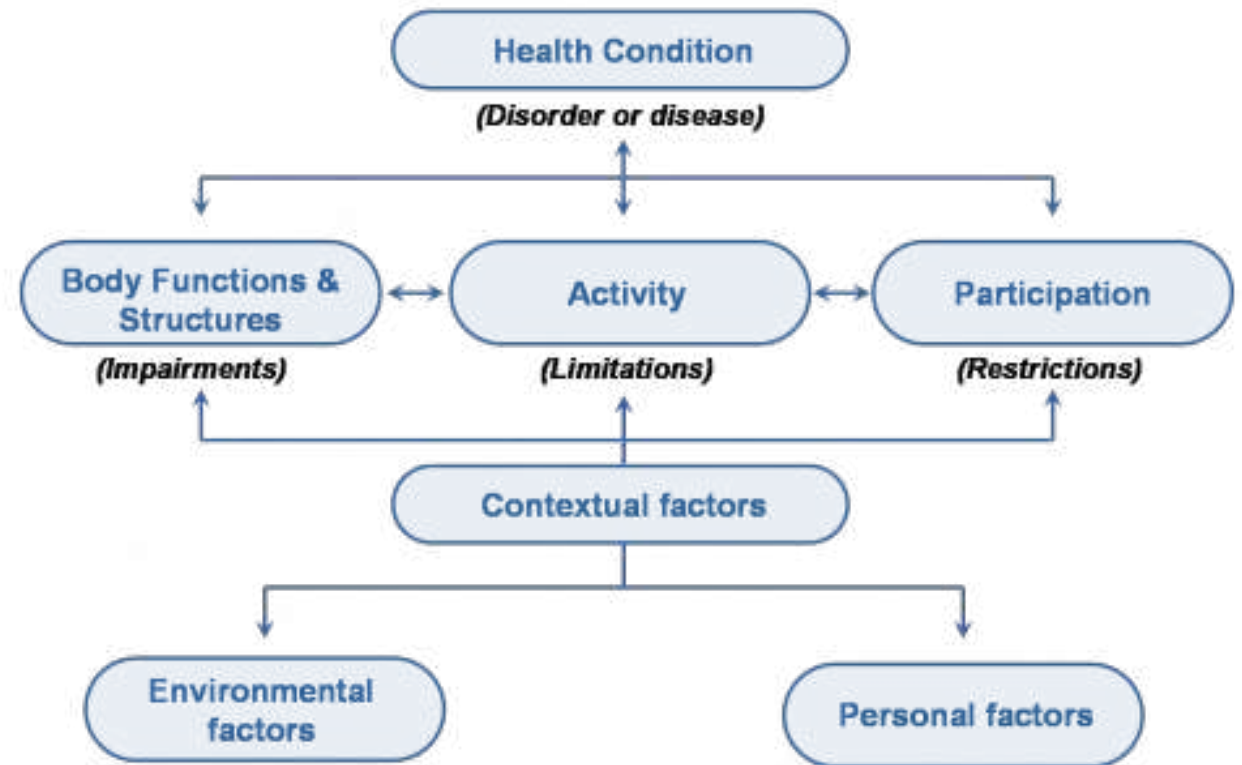 Health Condition
(Disorder or disease)
Body Functions &
Structures
(Impairments)
Activity
(Limitations)
Participation
(Restrictions)
Contextual factors
Environmental
factors
Personal factors